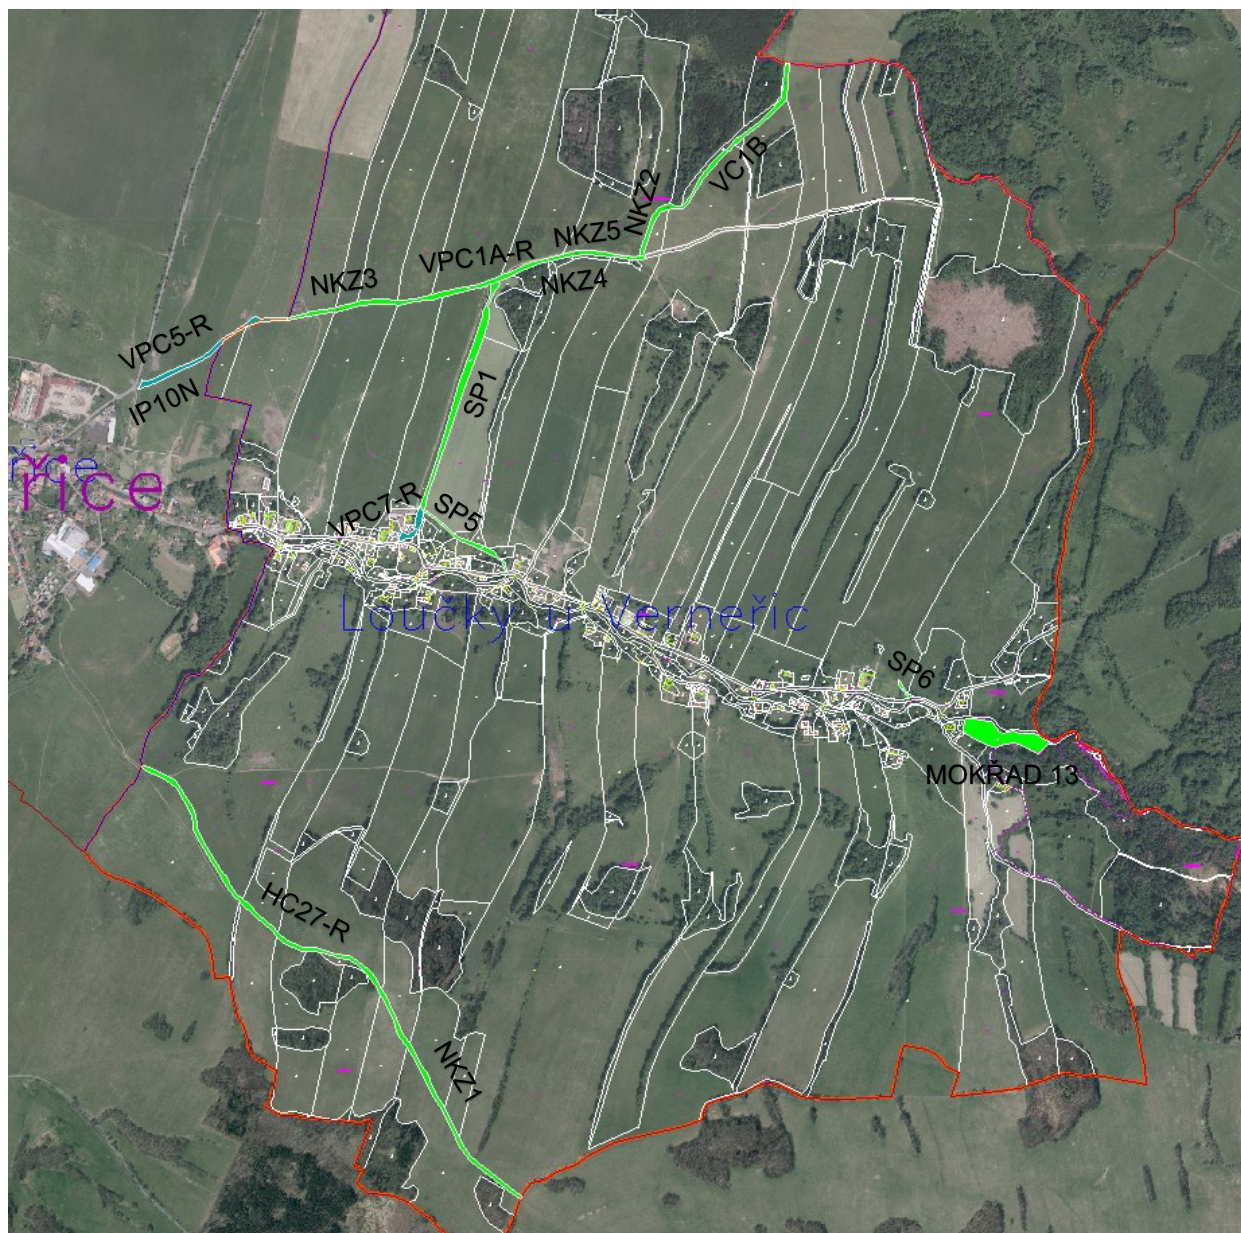 VC1B
NKZ2
NKZ5
VPC1A-R
NKZ4
NKZ3
VPC5-R
IP10N
SP1
řice
řice
VPC7-R
SP5
Loučky u Verneřic
SP6
MOKŘAD 13
HC27-R
NKZ1